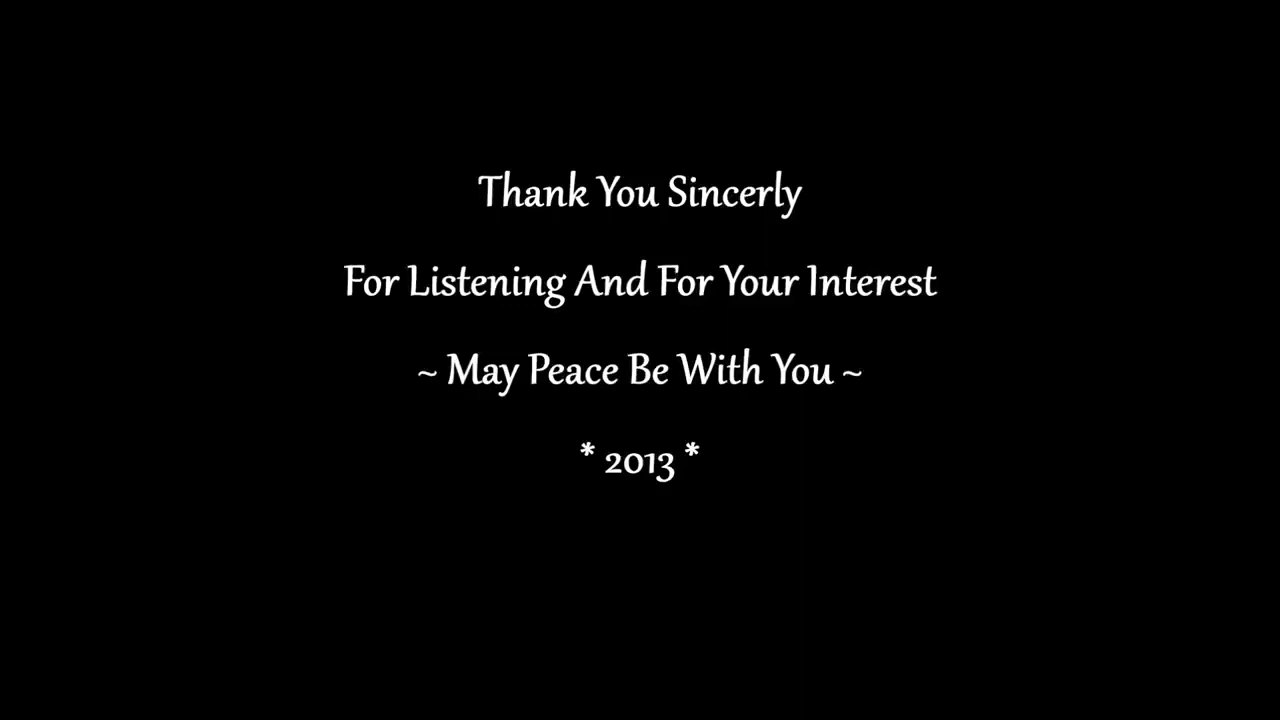 Thank You Sincerly
For Listening And For Your Interest
~ May Peace Be With You ~
* 2013 *